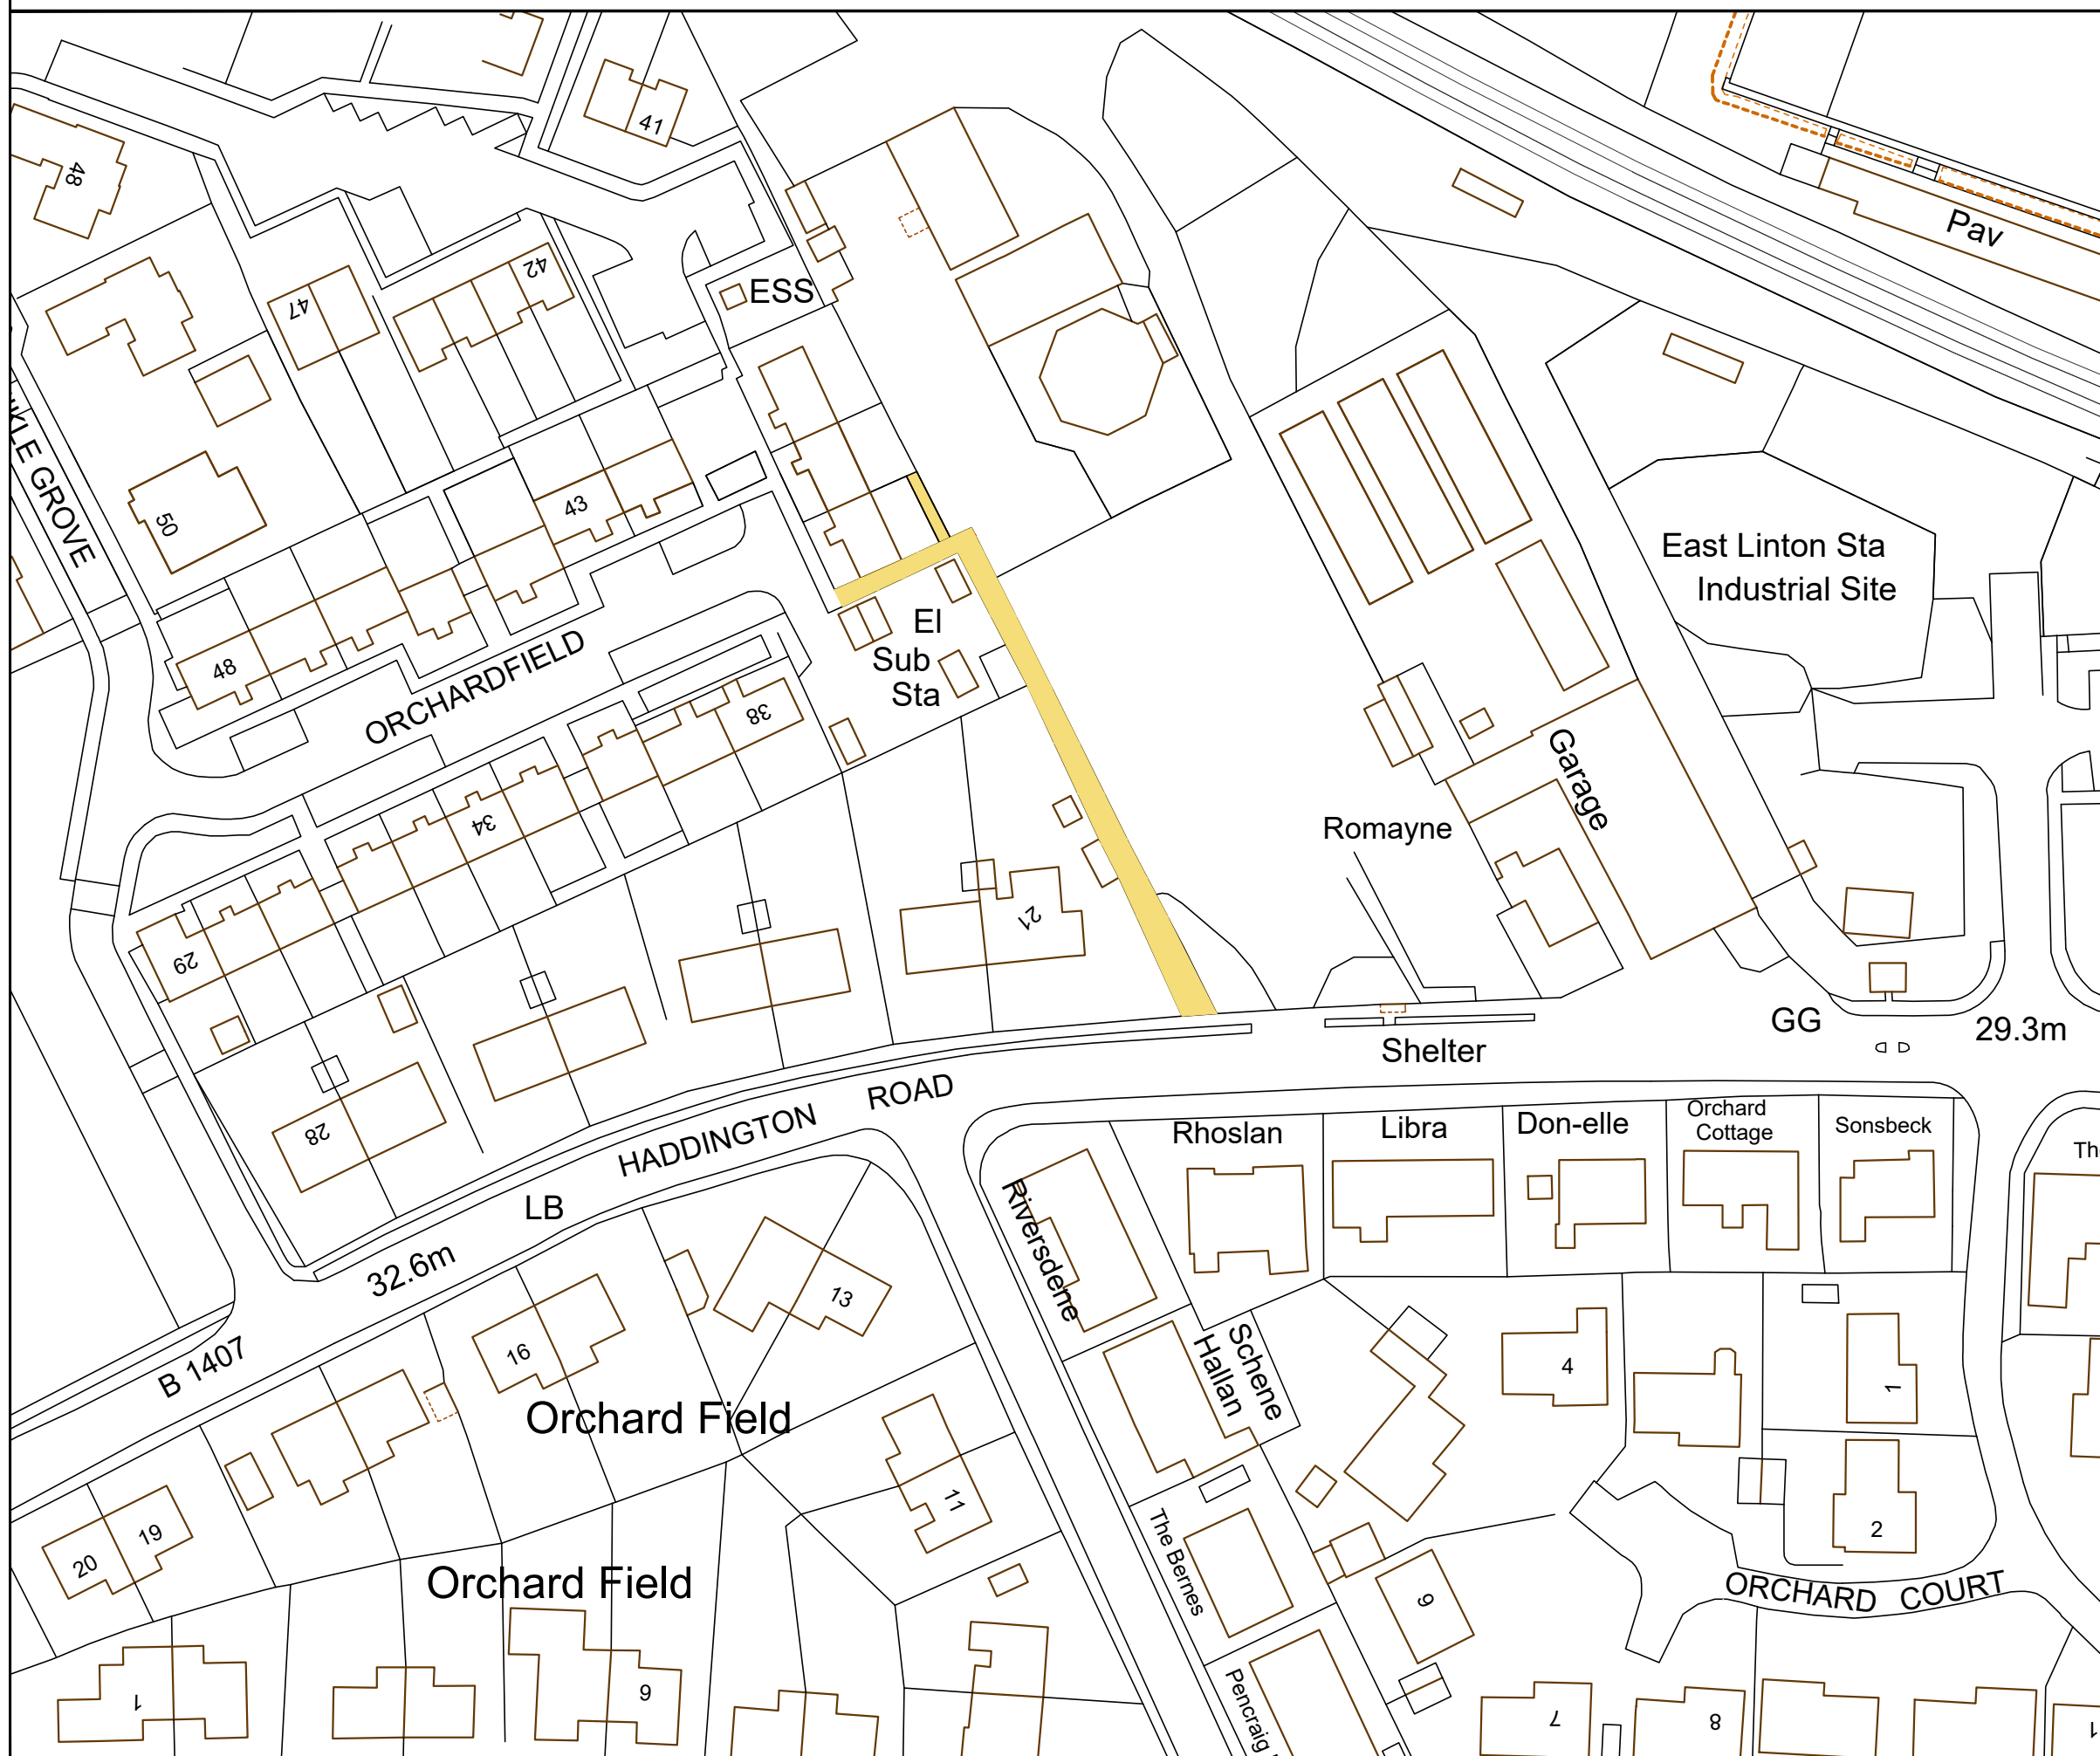 41
48
Pav
42
ESS
47
50
43
East Linton Sta
Industrial Site
El
Sub
Sta
48
ORCHARDFIELD
38
Garage
34
Romayne
21
29
GG
29.3m
Shelter
HADDINGTON ROAD
28
Rhoslan
Libra
Don-elle
Orchard
Cottage
Sonsbeck
LB
Riversdene
32.6m
13
16
Schene
Hallan
4
1
B 1407
Orchard Field
11
2
19
20
The Bernes
Orchard Field
ORCHARD COURT
9
1
6
Pencraig
7
8
1